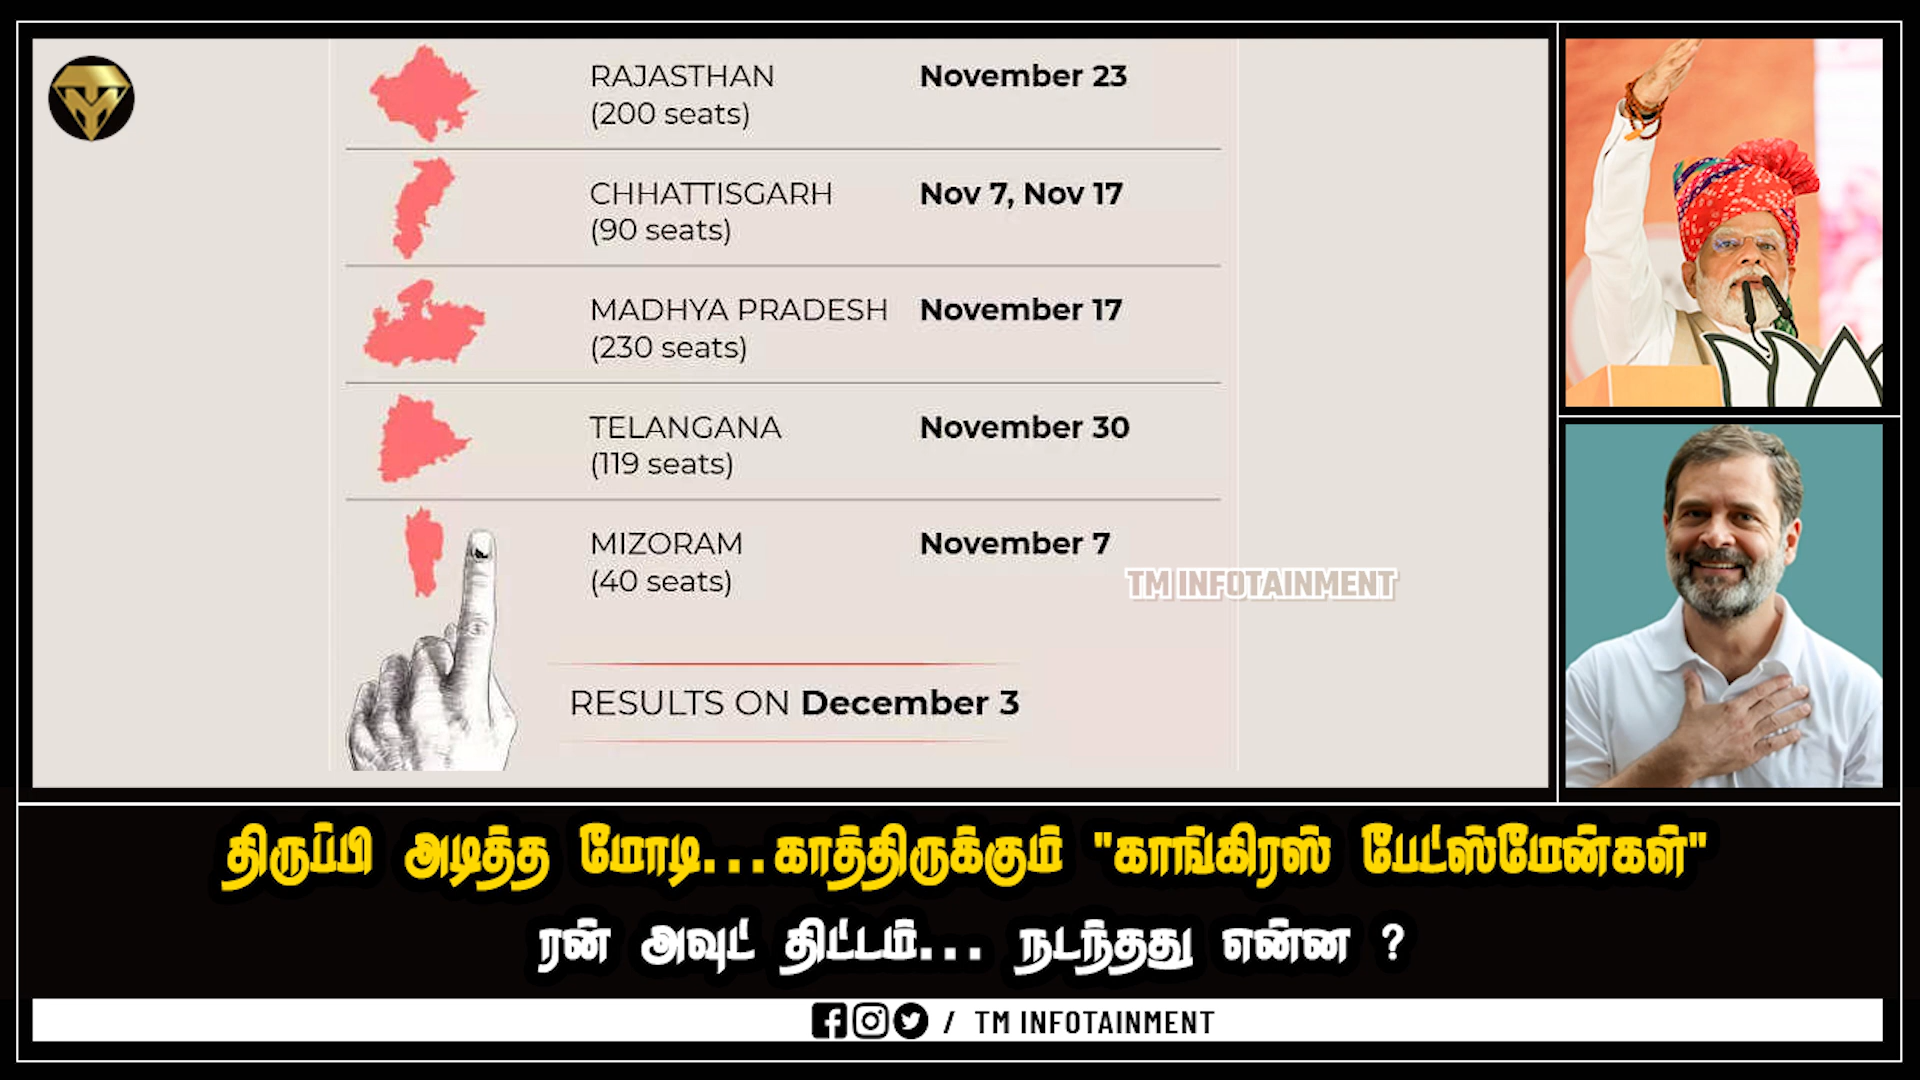 RAJASTHAN November 23
(200 seats)
CHHATTISGARH Nov 7, Nov 17
(90 seats)
MADHYA PRADESH November 17
(230 seats)
TELANGANA November 30
(119 seats)
MIZORAM November 7
(40 seats)
TM INFOTAINMENT
RESULTS ON December 3
திருப்பி அடித்த மோடி...காத்திருக்கும் "காங்கிரஸ் பேட்ஸ்மேன்கள்"
ரன் அவுட் திட்டம்... நடந்தது என்ன ?
/ TM INFOTAINMENT